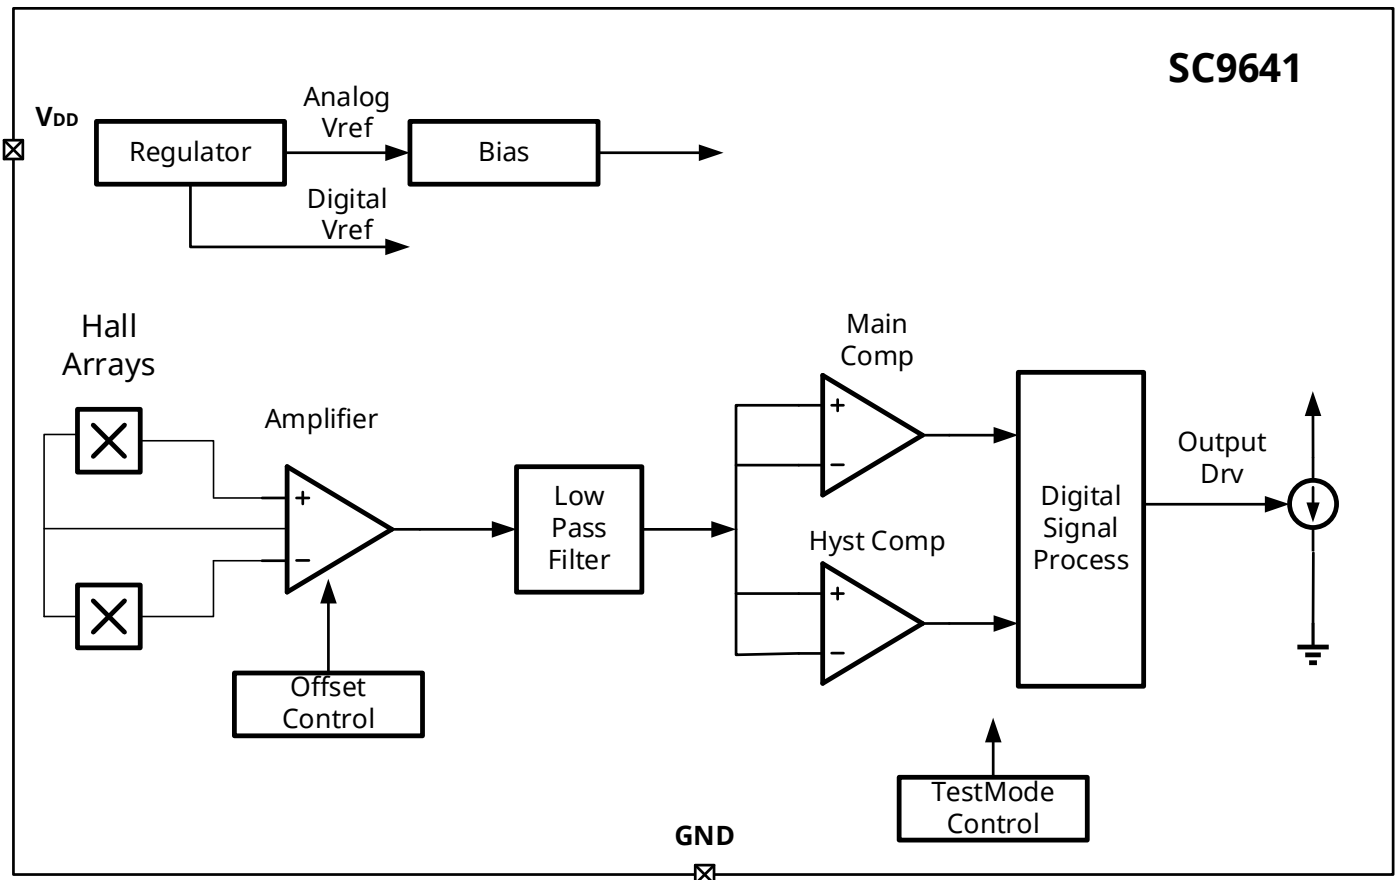 SC9641
VDD
Analog
Vref
Regulator
Bias
Digital
Vref
Hall
Arrays
Main
Comp
Amplifier
+
−
Low
Pass
Filter
+
−
Hyst Comp
+
−
Digital
Signal
Process
Output
Drv
Offset
Control
TestMode
Control
GND